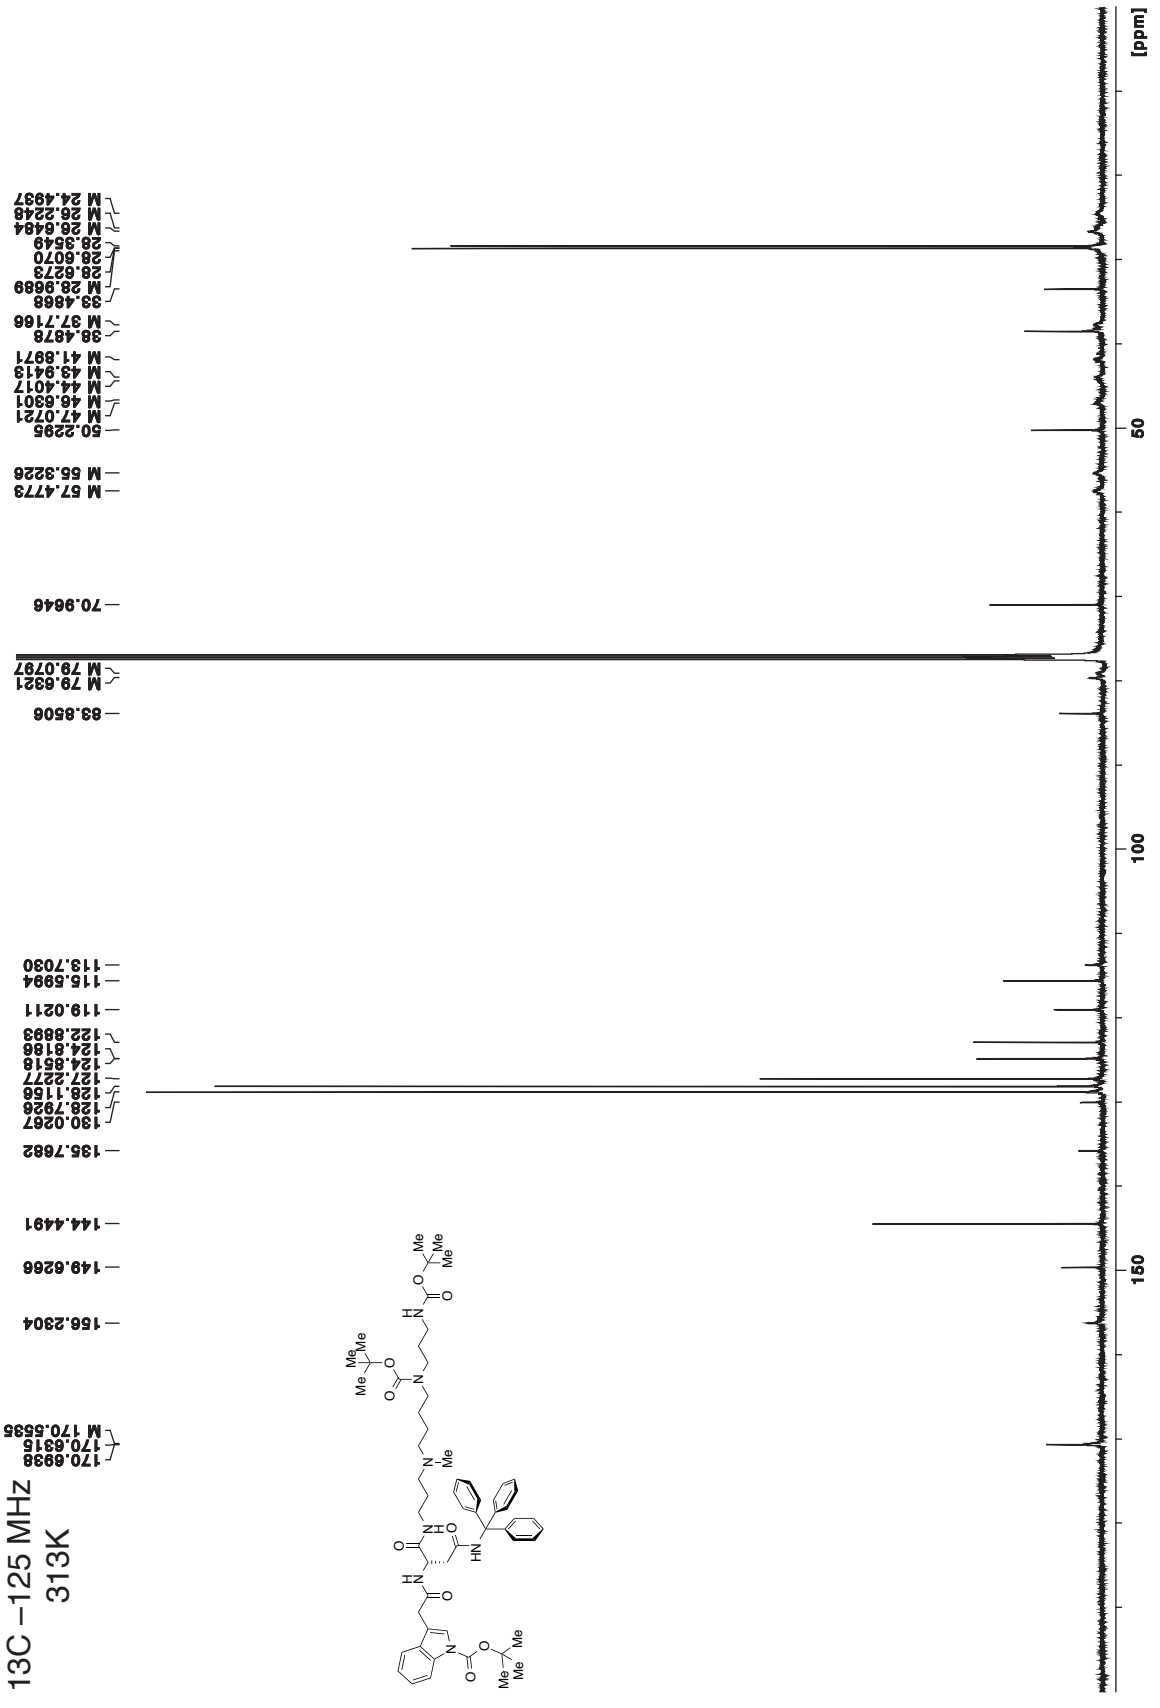 13C –125 MHz
313K
170.6938
170.6315
M 170.5535
156.2304
149.6266
144.4491
135.7682
130.0267
128.7926
128.1156
127.2277
124.8518
124.8186
122.8893
119.0211
115.5994
113.7030
83.8506
M 79.6321
M 79.0797
70.9646
M 57.4773
M 55.3226
50.2295
M 47.0721
M 46.6301
M 44.4017
M 43.9413
M 41.8971
38.4878
M 37.7166
33.4868
M 28.9689
28.6273
28.6070
28.3549
M 26.6484
M 26.2248
M 24.4937
Me
Me
Me
O
O
N
Me
N
H
O
Me
Me
Me
O
O
H
N
O
N
H
O
HN
H
N
O
N
O
O
Me
Me
Me
150
100
50
[ppm]